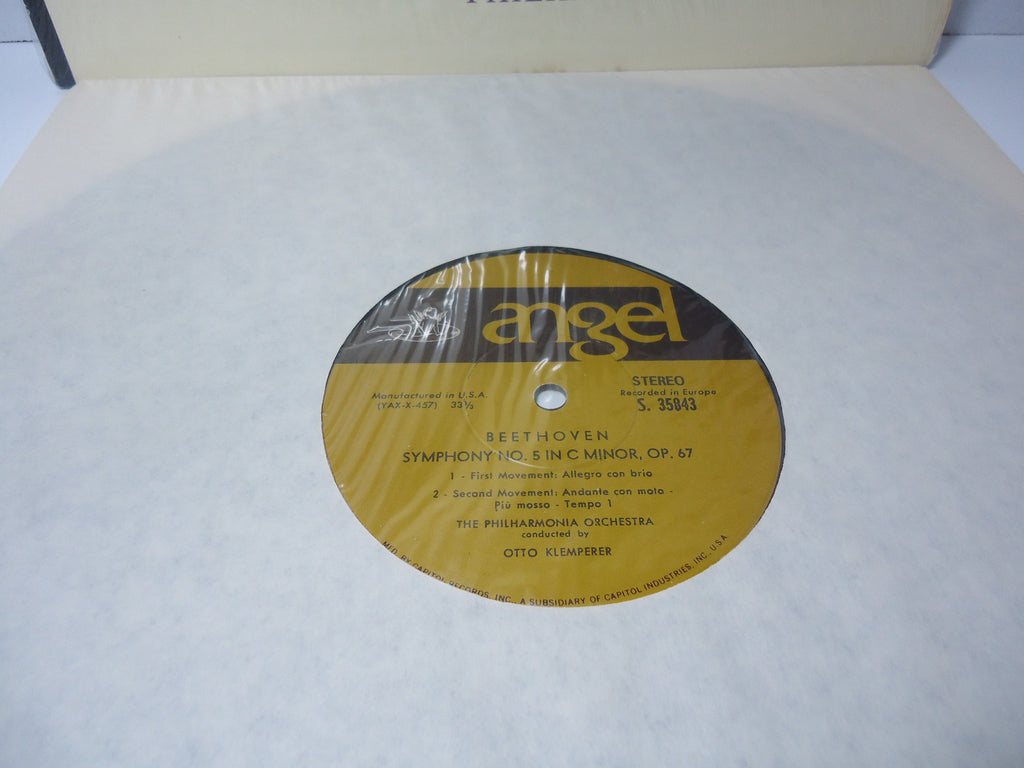 angel
STEREO
Manufactured in U.S.A.
Recorded in Europe
(YAX-X-457) 33⅓
S. 35843
BEETHOVEN
SYMPHONY NO. 5 IN C MINOR, OP. 67
1 - First Movement: Allegro con brio
2 - Second Movement: Andante con moto -
Più mosso - Tempo 1
THE PHILHARMONIA ORCHESTRA
conducted by
OTTO KLEMPERER
MFD. BY CAPITOL RECORDS, INC., A SUBSIDIARY OF CAPITOL INDUSTRIES, INC., U.S.A.